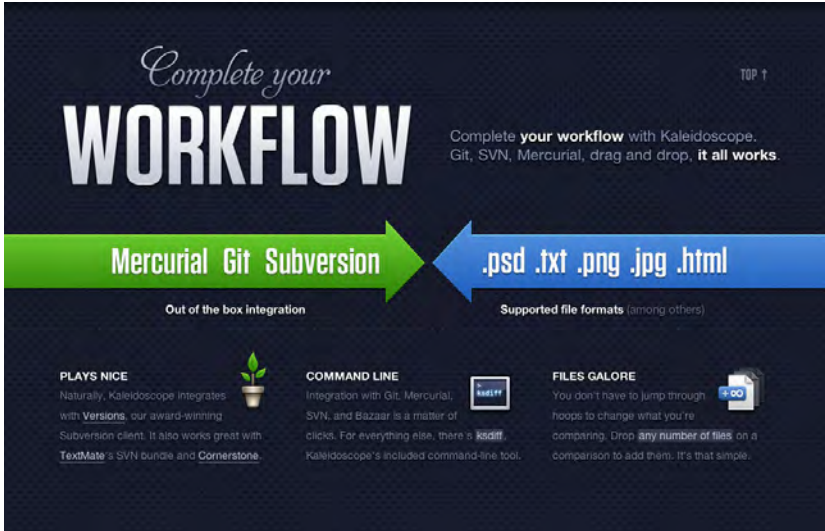 Complete your
WORKFLOW
TOP ↑
Complete your workflow with Kaleidoscope.
Git, SVN, Mercurial, drag and drop, it all works.
Mercurial Git Subversion
.psd .txt .png .jpg .html
Out of the box integration
Supported file formats (among others)
PLAYS NICE
Naturally, Kaleidoscope integrates
with Versions, our award-winning
Subversion client. It also works great with
TextMate's SVN bundle and Cornerstone.
COMMAND LINE
>
ksdiff
Integration with Git, Mercurial,
SVN, and Bazaar is a matter of
clicks. For everything else, there's ksdiff,
Kaleidoscope's included command-line tool.
FILES GALORE
+∞
You don't have to jump through
hoops to change what you're
comparing. Drop any number of files on a
comparison to add them. It's that simple.